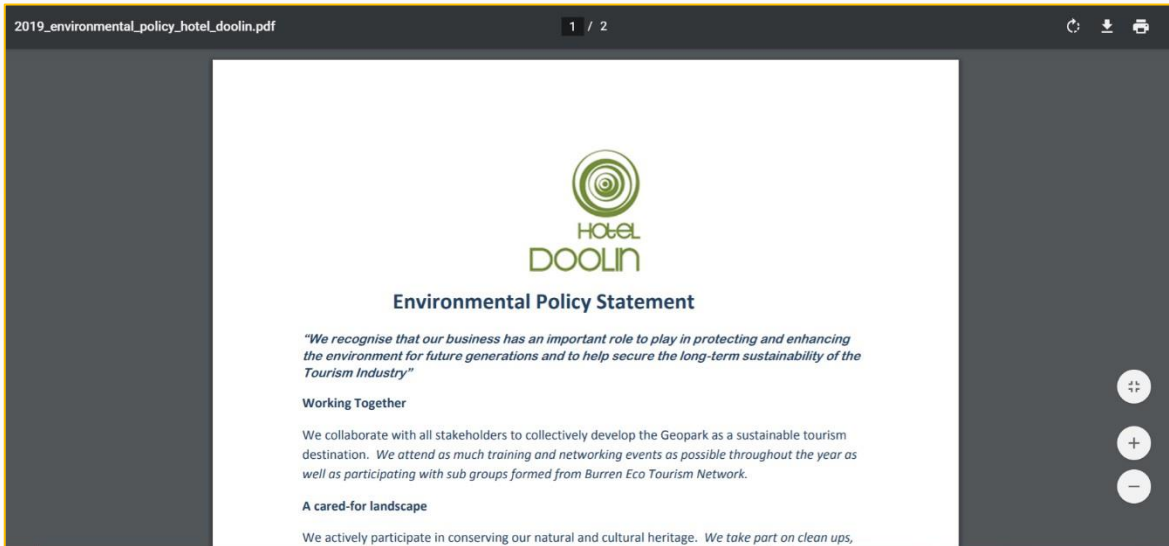 2019_environmental_policy_hotel_doolin.pdf
1 / 2
HOTEL
DOOLIN
Environmental Policy Statement
“We recognise that our business has an important role to play in protecting and enhancing
the environment for future generations and to help secure the long-term sustainability of the
Tourism Industry”
Working Together
We collaborate with all stakeholders to collectively develop the Geopark as a sustainable tourism
destination. We attend as much training and networking events as possible throughout the year as
well as participating with sub groups formed from Burren Eco Tourism Network.
A cared-for landscape
We actively participate in conserving our natural and cultural heritage. We take part on clean ups,